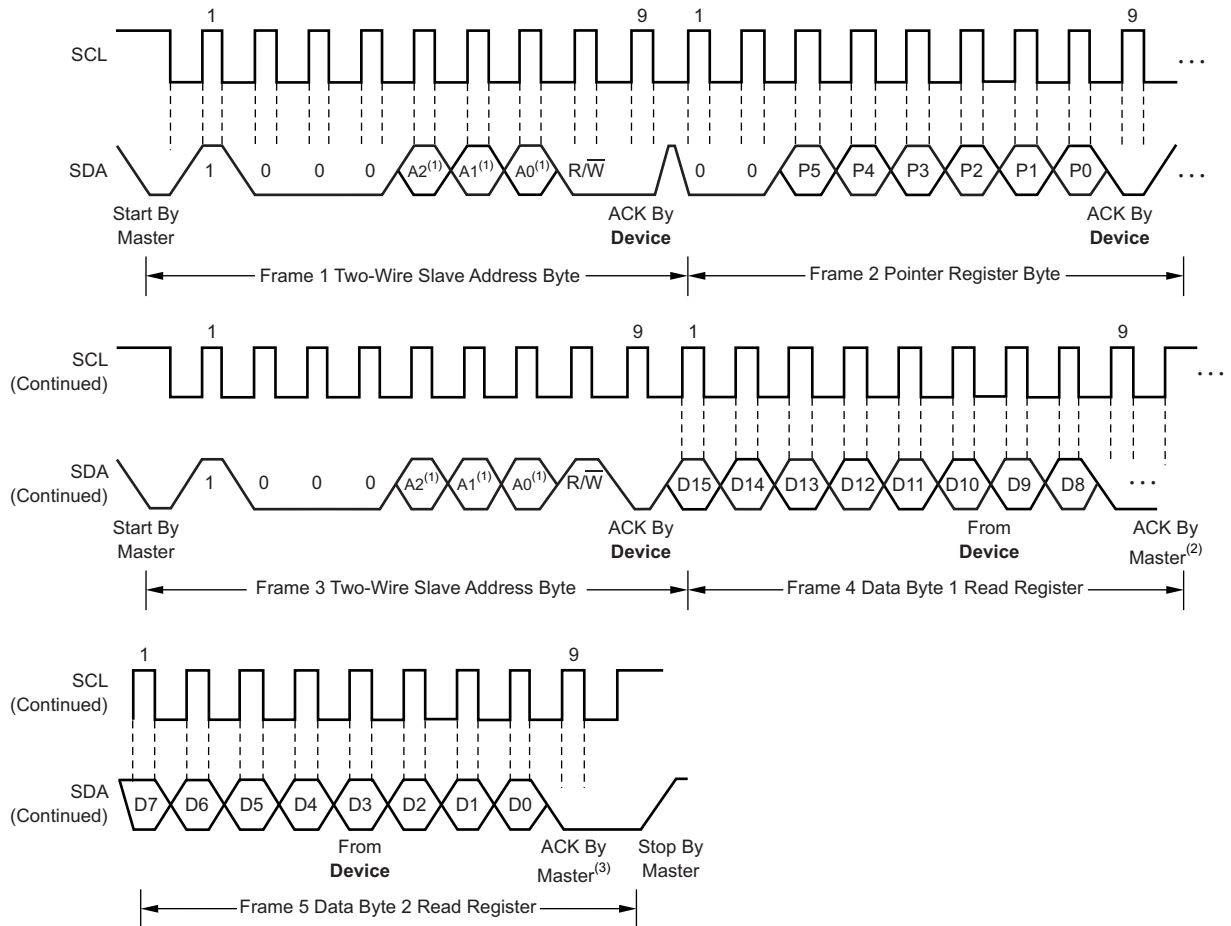 1 9 1 9
SCL
...
SDA
1 0 0 0 A2(1) A1(1) A0(1) R/W̅ 0 0 P5 P4 P3 P2 P1 P0 ...
Start By
Master
ACK By
Device
ACK By
Device
Frame 1 Two-Wire Slave Address Byte
Frame 2 Pointer Register Byte
1 9 1 9
SCL
(Continued)
...
SDA
(Continued)
1 0 0 0 A2(1) A1(1) A0(1) R/W̅ D15 D14 D13 D12 D11 D10 D9 D8 ...
Start By
Master
ACK By
Device
From
Device
ACK By
Master(2)
Frame 3 Two-Wire Slave Address Byte
Frame 4 Data Byte 1 Read Register
1 9
SCL
(Continued)
SDA
(Continued)
D7 D6 D5 D4 D3 D2 D1 D0
From
Device
ACK By
Master(3)
Stop By
Master
Frame 5 Data Byte 2 Read Register